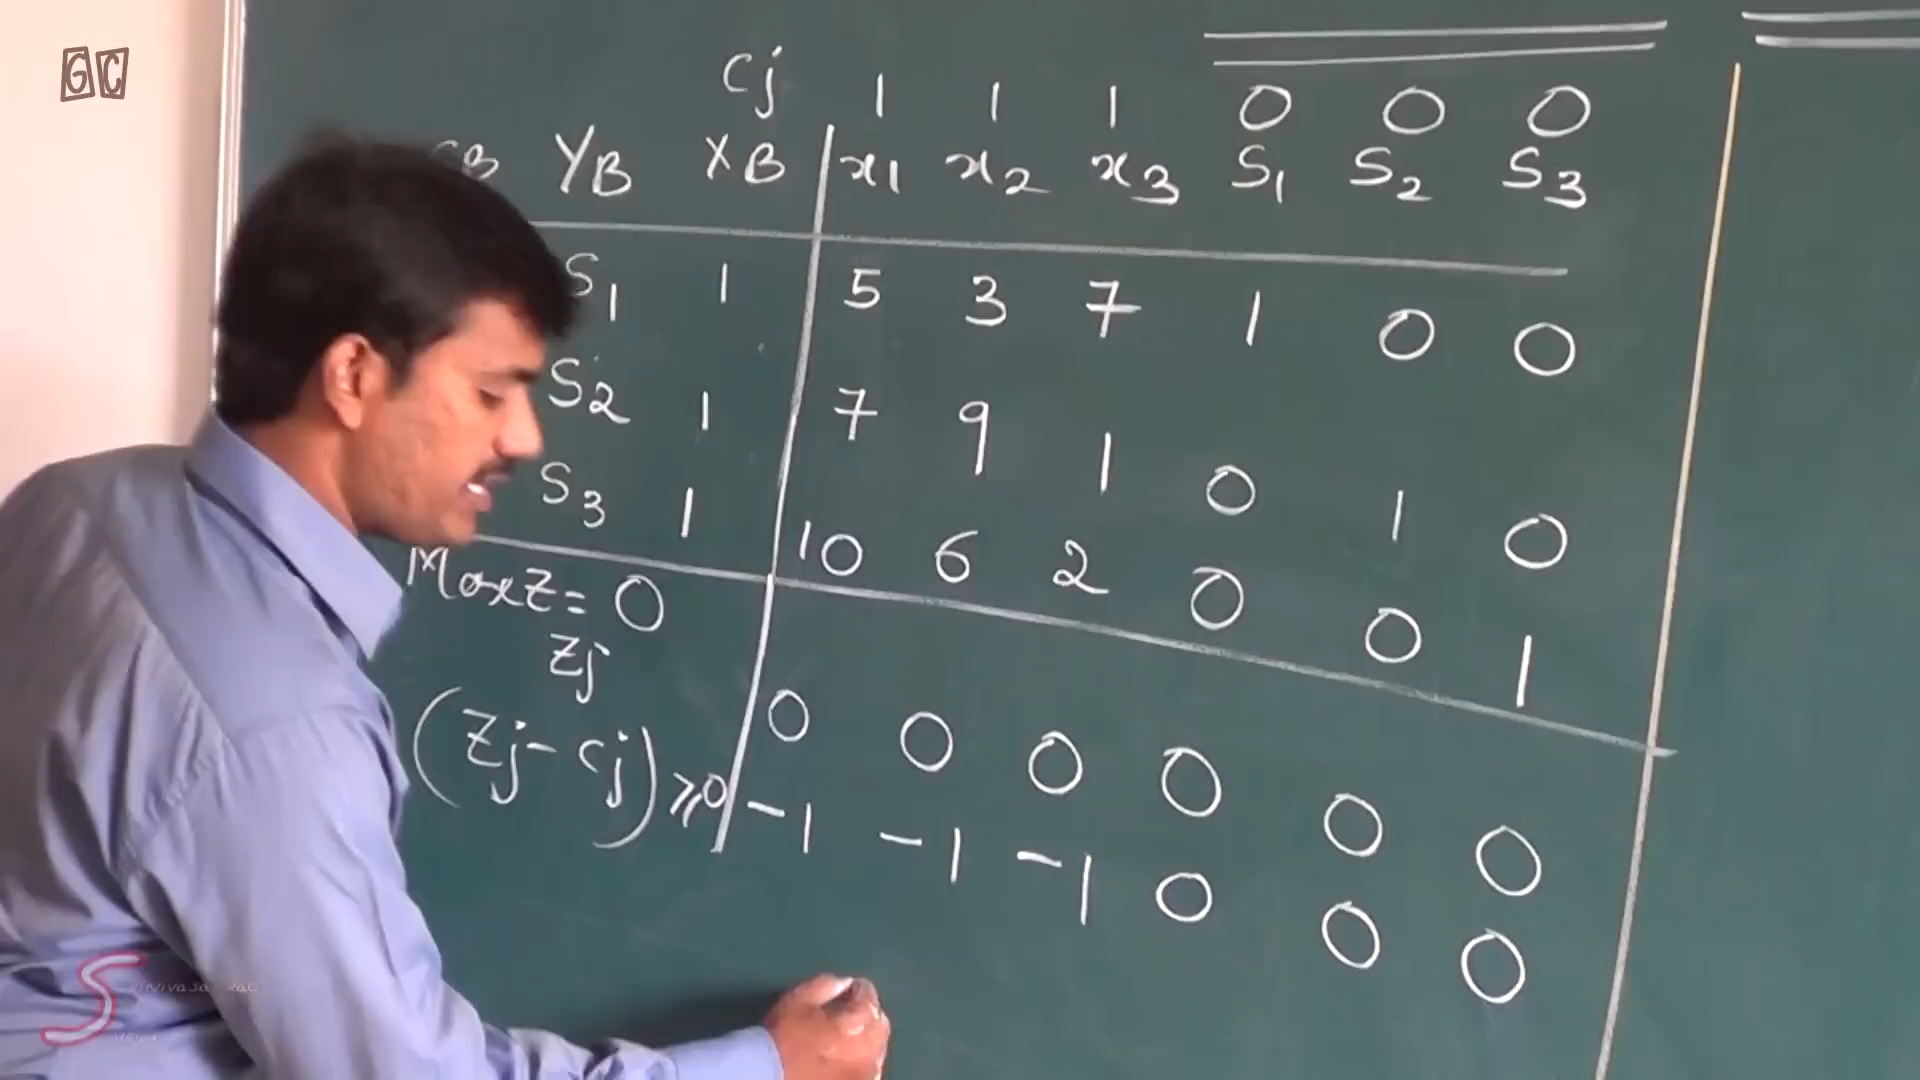 GC
Cj 1 1 1 0 0 0
CB YB XB x1 x2 x3 S1 S2 S3
S1 1 5 3 7 1 0 0
S2 1 7 9 1 0 1 0
S3 1 10 6 2 0 0 1
Max Z = 0
Zj 0 0 0 0 0 0
(Zj - cj) ≥ 0 -1 -1 -1 0 0 0